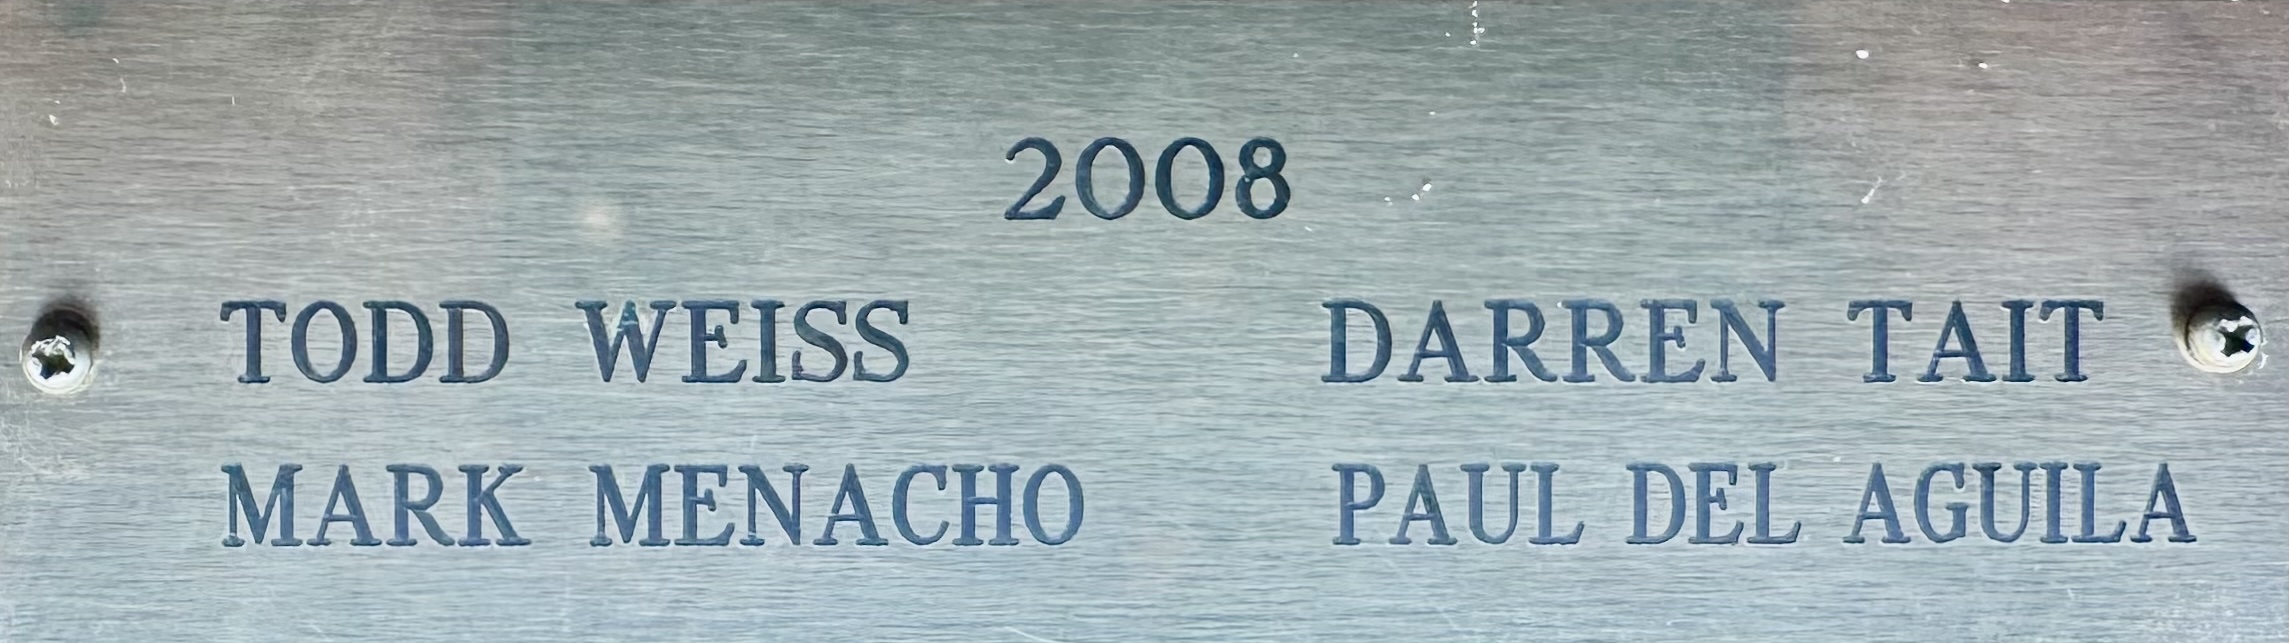 2008
TODD WEISS DARREN TAIT
MARK MENACHO PAUL DEL AGUILA